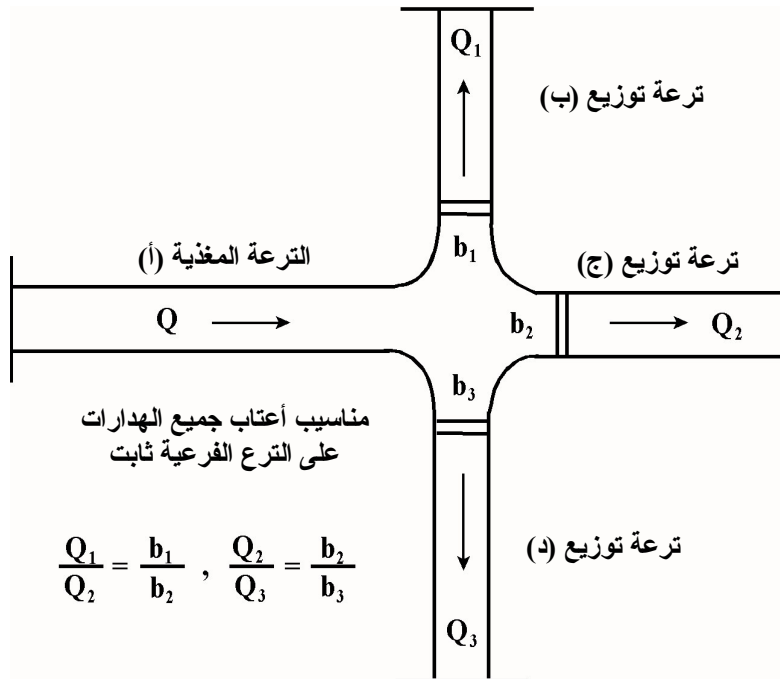 Q₁
ترعة توزيع (ب)
الترعة المغذية (أ)
b₁
ترعة توزيع (ج)
Q
b₂
Q₂
b₃
مناسيب أعتاب جميع الهدارات
على الترع الفرعية ثابت
ترعة توزيع (د)
Q₁/Q₂ = b₁/b₂ , Q₂/Q₃ = b₂/b₃
Q₃